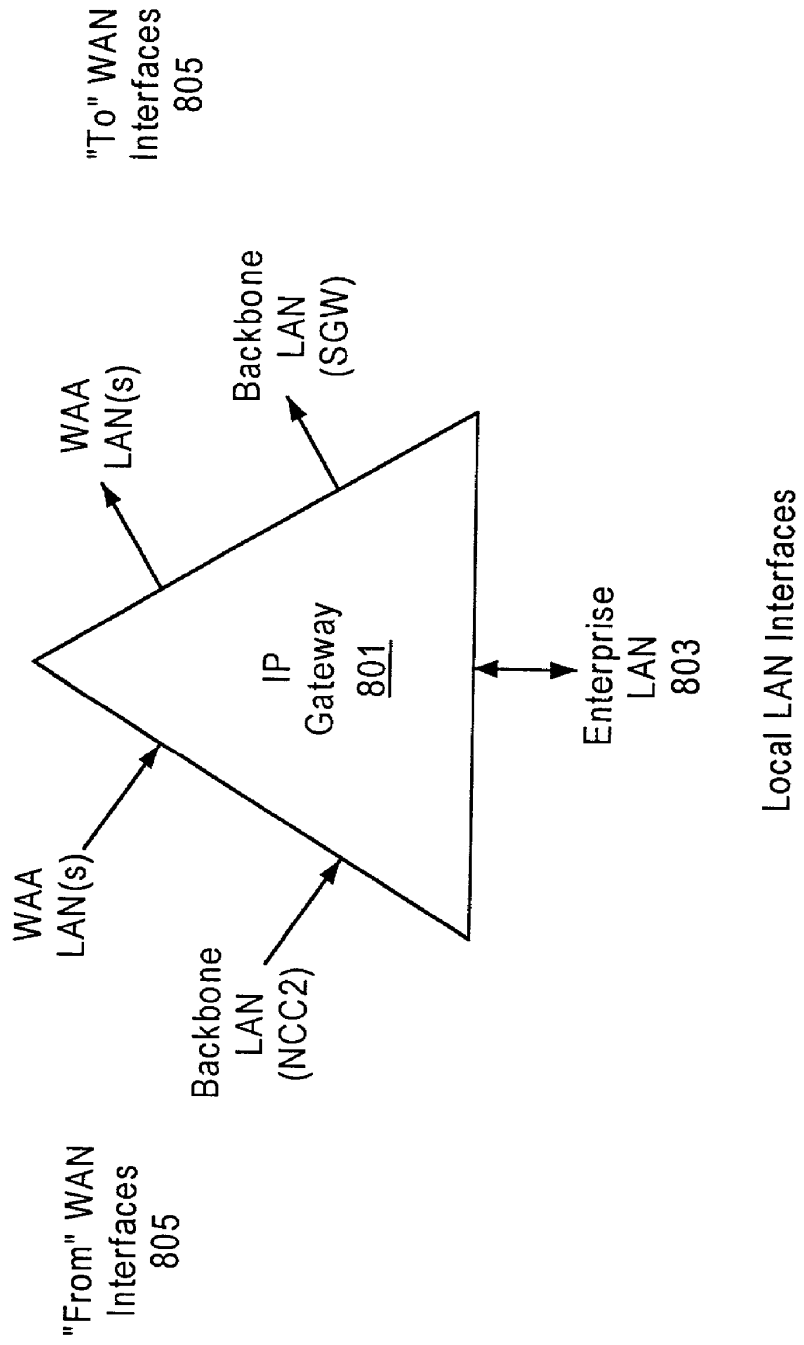 "From" WAN
Interfaces
805
WAA
LAN(s)
Backbone
LAN
(NCC2)
IP
Gateway
801
WAA
LAN(s)
Backbone
LAN
(SGW)
"To" WAN
Interfaces
805
Enterprise
LAN
803
Local LAN Interfaces